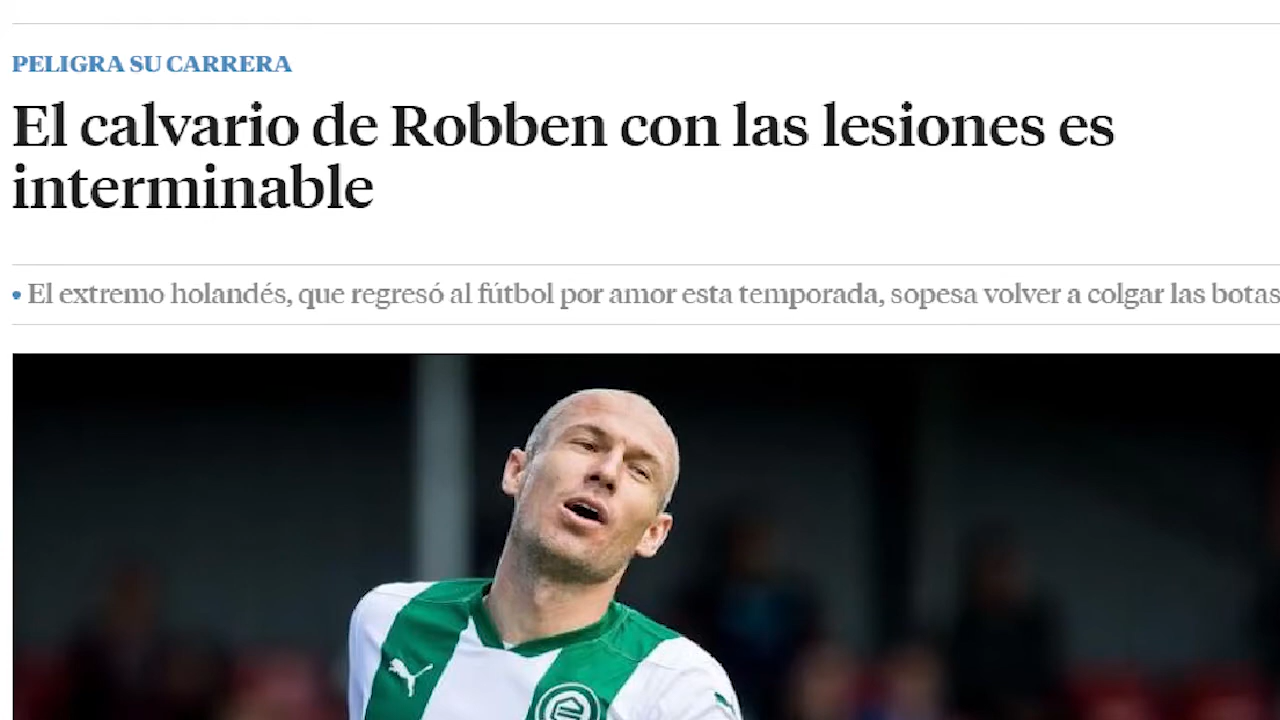 PELIGRA SU CARRERA
El calvario de Robben con las lesiones es
interminable
• El extremo holandés, que regresó al fútbol por amor esta temporada, sopesa volver a colgar las botas